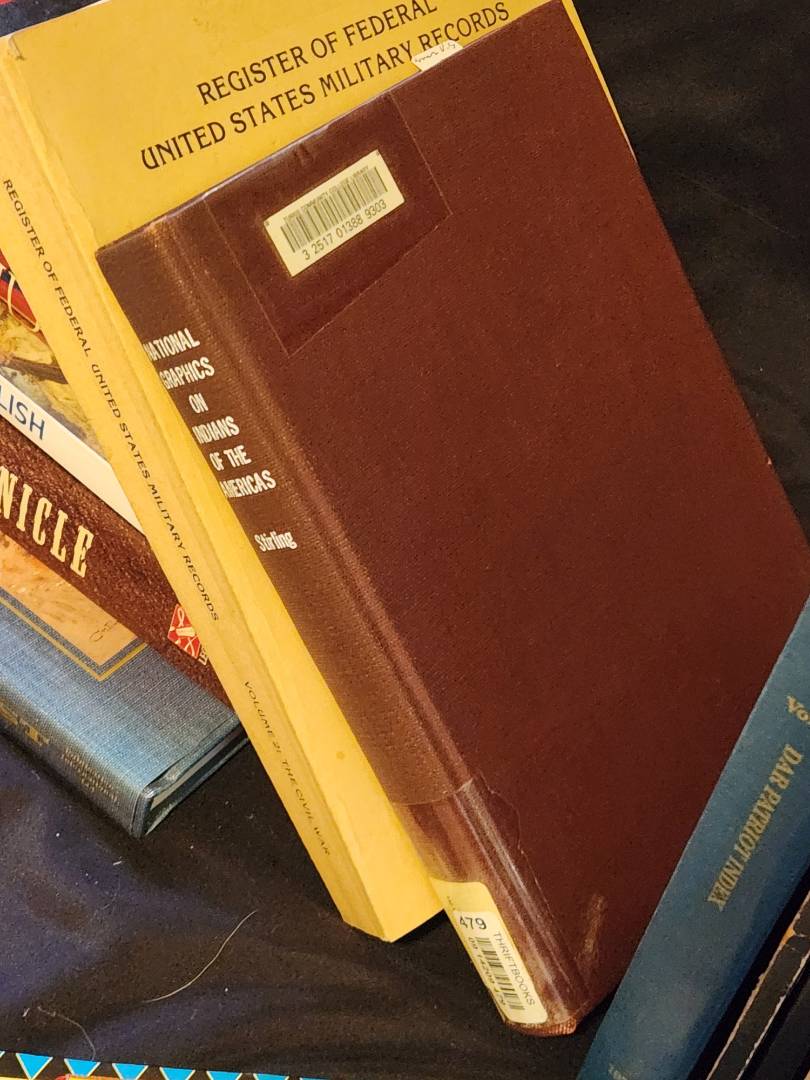 REGISTER OF FEDERAL
UNITED STATES MILITARY RECORDS
3 2517 01388 9303
NATIONAL
GRAPHICS
ON
INDIANS
OF THE
AMERICAS
Stirling
479
THRIFTBOOKS
REGISTER OF FEDERAL UNITED STATES MILITARY RECORDS
VOLUME 2: THE CIVIL WAR
LISH
NICLE
DAR PATRIOT INDEX